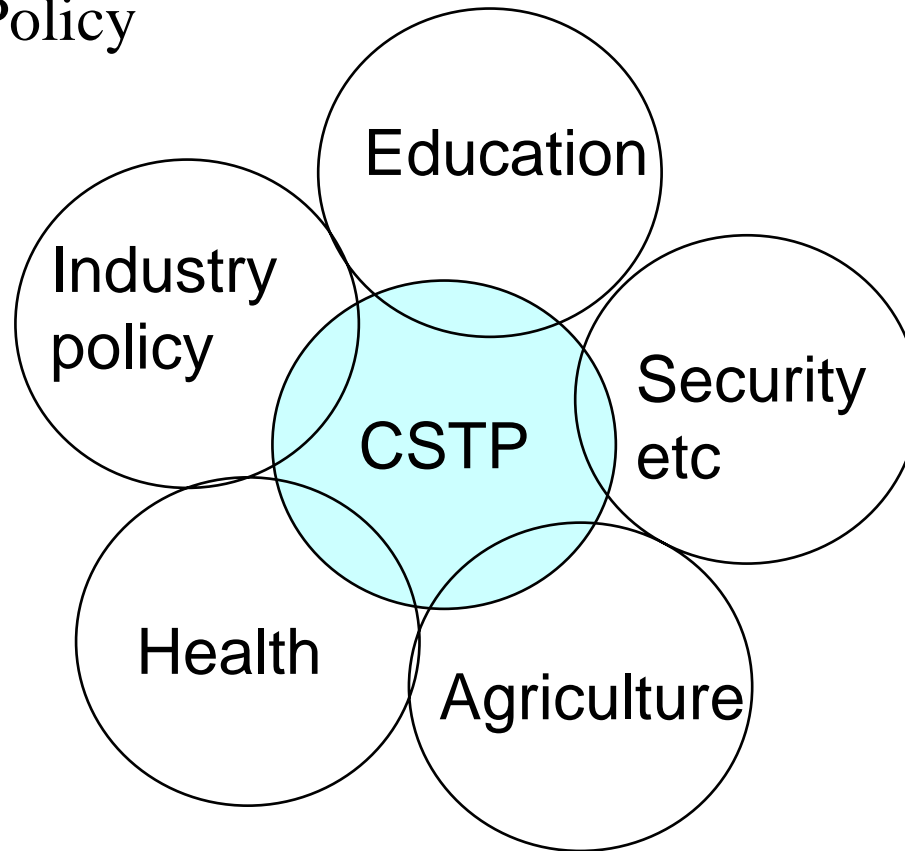 Policy
Education
Industry
policy
Security
etc
CSTP
Health
Agriculture